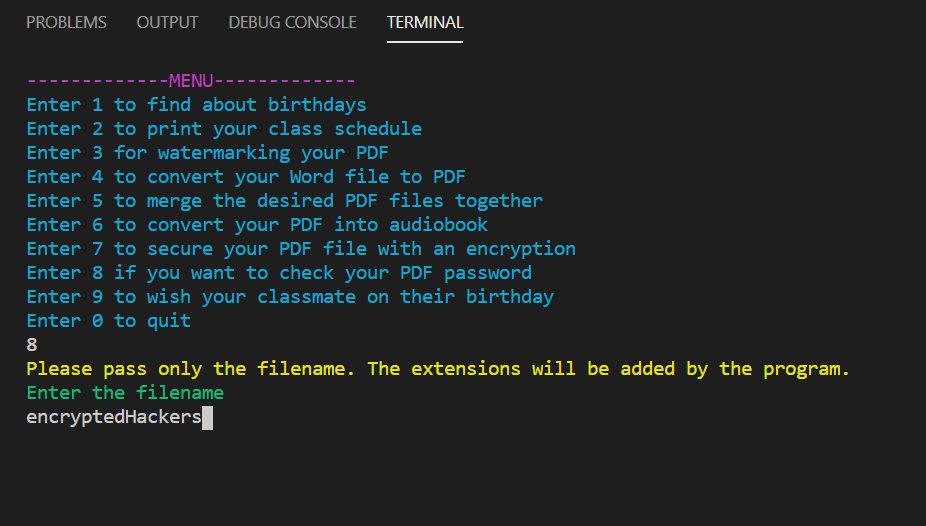 PROBLEMS OUTPUT DEBUG CONSOLE TERMINAL
-------------MENU-------------
Enter 1 to find about birthdays
Enter 2 to print your class schedule
Enter 3 for watermarking your PDF
Enter 4 to convert your Word file to PDF
Enter 5 to merge the desired PDF files together
Enter 6 to convert your PDF into audiobook
Enter 7 to secure your PDF file with an encryption
Enter 8 if you want to check your PDF password
Enter 9 to wish your classmate on their birthday
Enter 0 to quit
8
Please pass only the filename. The extensions will be added by the program.
Enter the filename
encryptedHackers